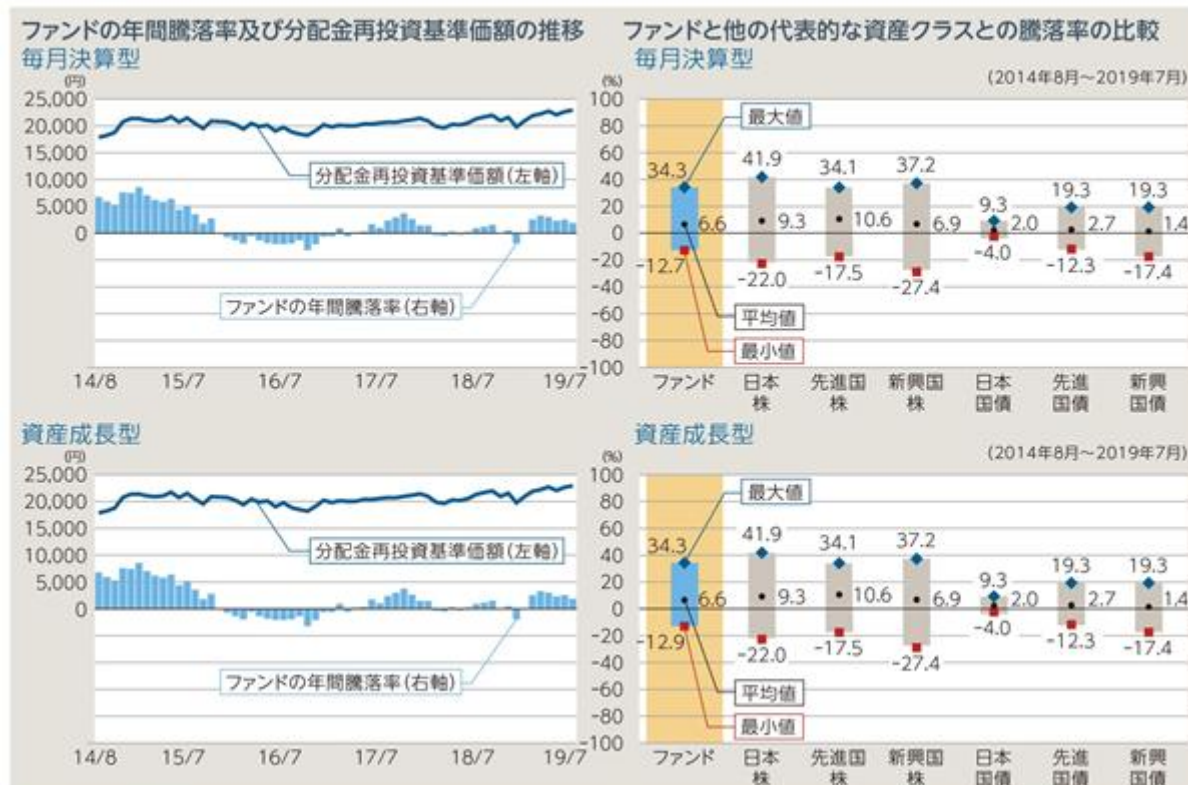 ファンドの年間騰落率及び分配金再投資基準価額の推移
毎月決算型
(円)
25,000
20,000
15,000
10,000
5,000
0
分配金再投資基準価額(左軸)
ファンドの年間騰落率(右軸)
14/8 15/7 16/7 17/7 18/7 19/7
ファンドと他の代表的な資産クラスとの騰落率の比較
毎月決算型
(2014年8月〜2019年7月)
(%)
100
80
60
40
20
0
-20
-40
-60
-80
-100
最大値
34.3 41.9 34.1 37.2 9.3 19.3 19.3
6.6 9.3 10.6 6.9 2.0 2.7 1.4
-12.7 -22.0 -17.5 -27.4 -4.0 -12.3 -17.4
平均値
最小値
ファンド 日本株 先進国株 新興国株 日本国債 先進国債 新興国債
資産成長型
(円)
25,000
20,000
15,000
10,000
5,000
0
分配金再投資基準価額(左軸)
ファンドの年間騰落率(右軸)
14/8 15/7 16/7 17/7 18/7 19/7
資産成長型
(2014年8月〜2019年7月)
(%)
100
80
60
40
20
0
-20
-40
-60
-80
-100
最大値
34.3 41.9 34.1 37.2 9.3 19.3 19.3
6.6 9.3 10.6 6.9 2.0 2.7 1.4
-12.9 -22.0 -17.5 -27.4 -4.0 -12.3 -17.4
平均値
最小値
ファンド 日本株 先進国株 新興国株 日本国債 先進国債 新興国債